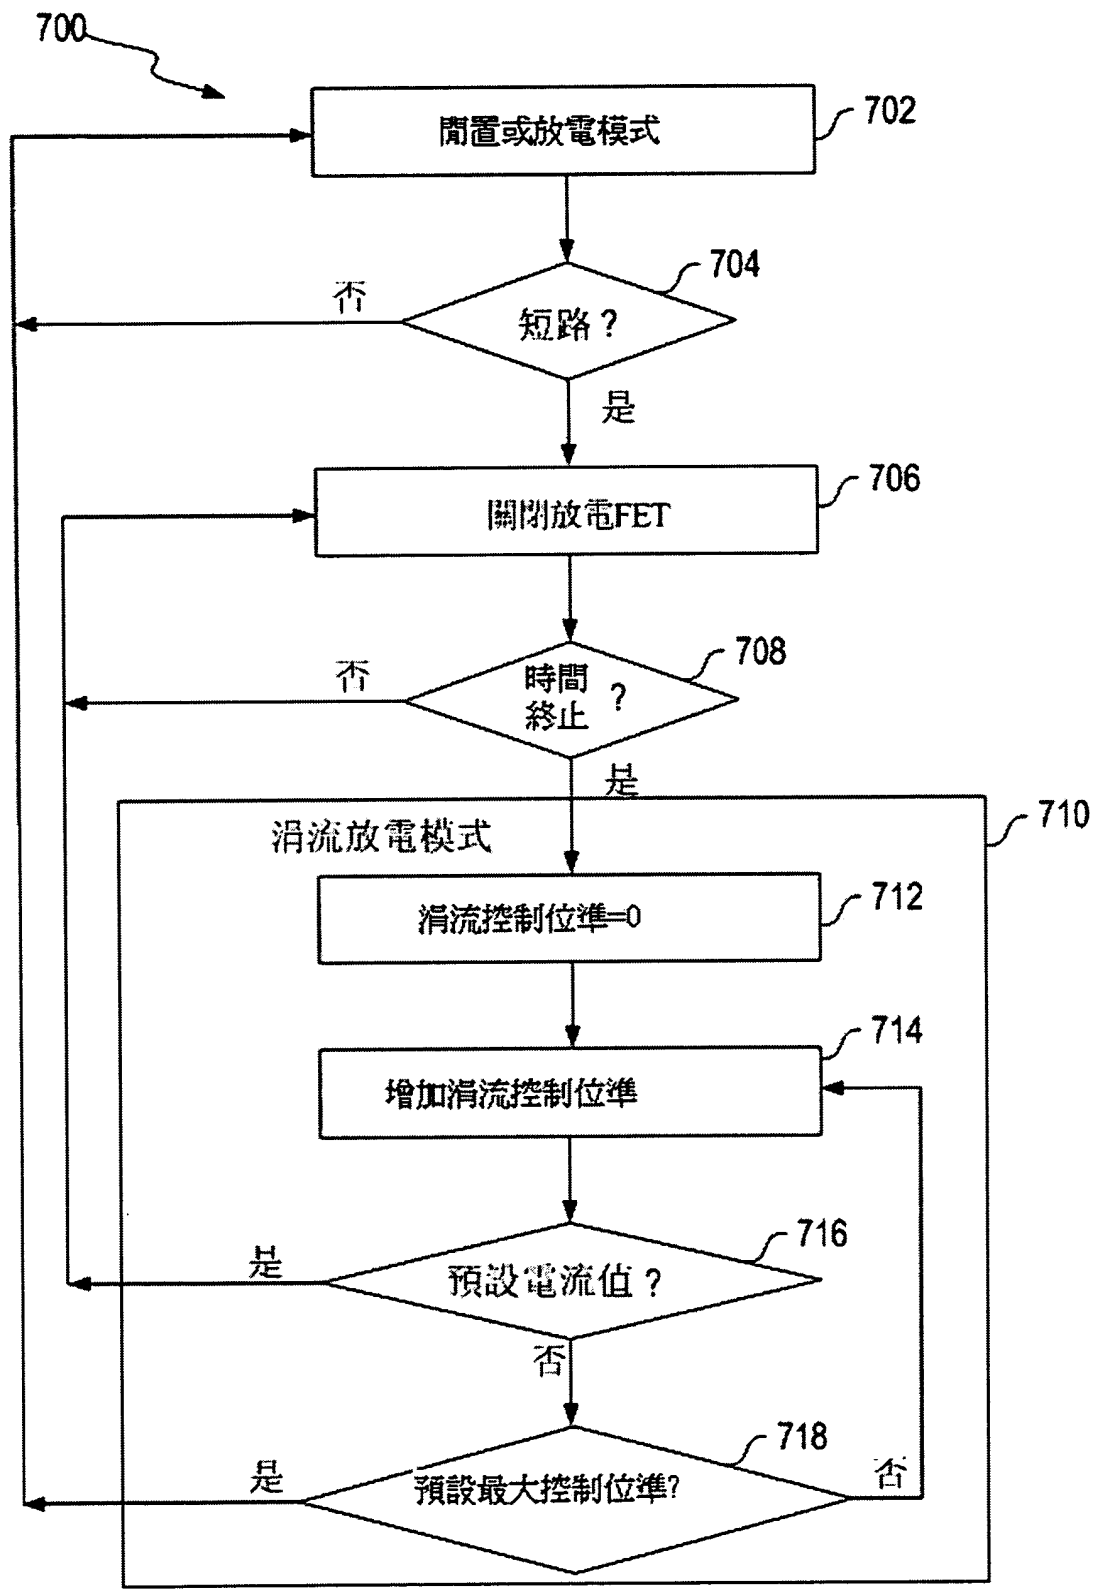 700
閒置或放電模式
702
704
否
短路？
是
706
關閉放電FET
708
否
時間
終止
？
是
710
涓流放電模式
712
涓流控制位準=0
714
增加涓流控制位準
716
是
預設電流值？
否
718
是
預設最大控制位準?
否